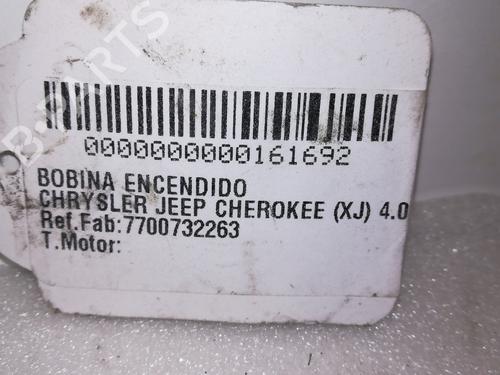 B-PARTS
0000000000161692
BOBINA ENCENDIDO
CHRYSLER JEEP CHEROKEE (XJ) 4.0
Ref.Fab:7700732263
T.Motor: